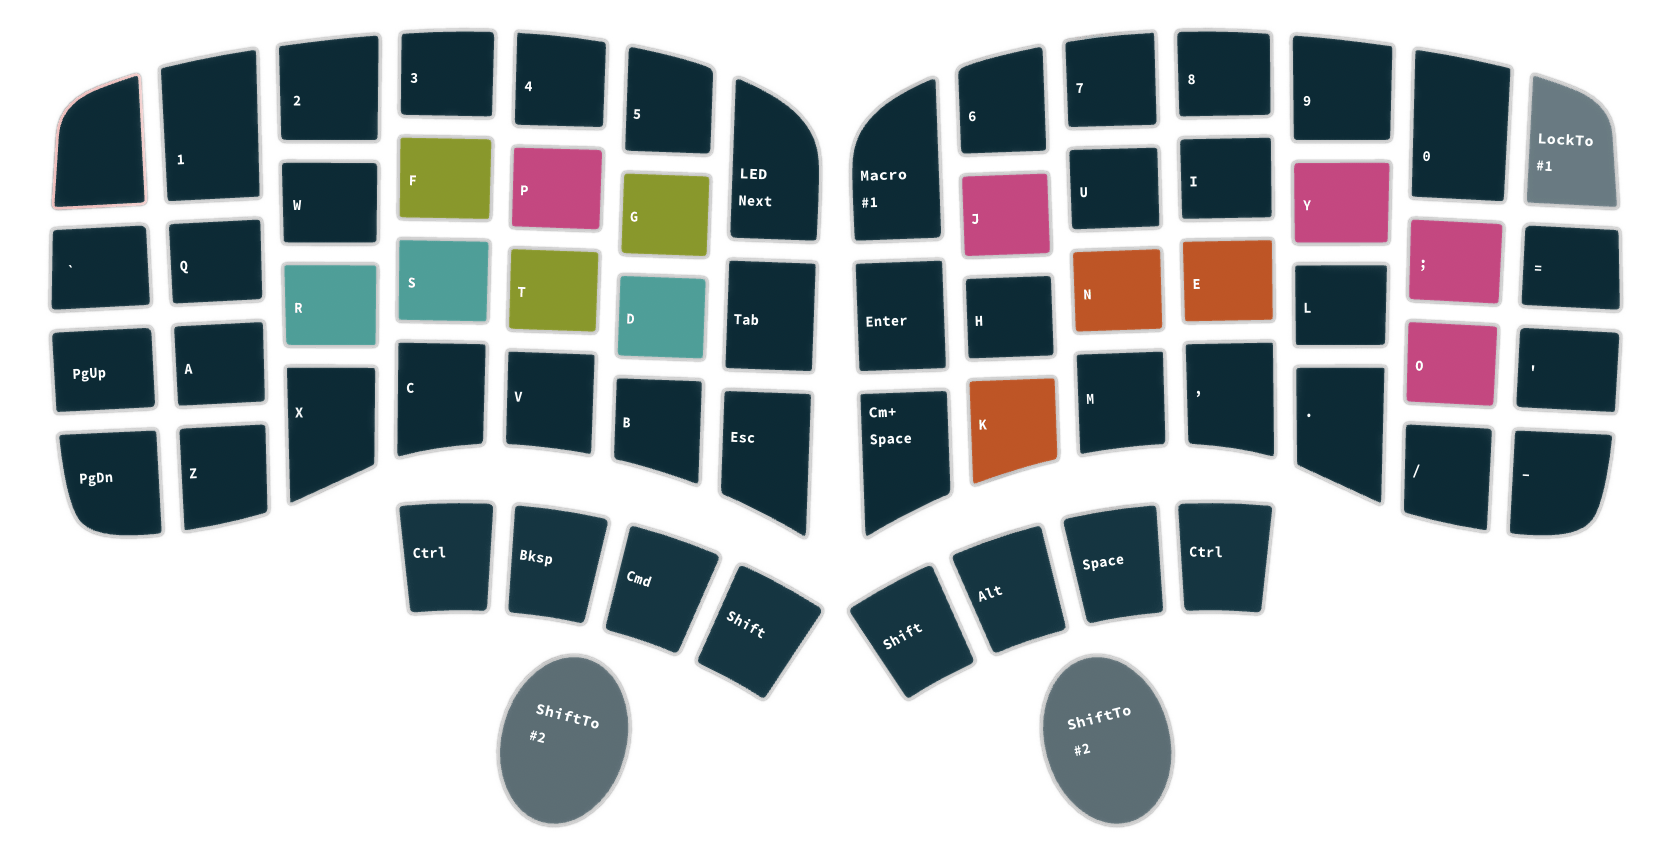 1
2
3
4
5
LED
Next
Macro
#1
6
7
8
9
0
LockTo
#1
`
Q
W
F
P
G
J
U
I
Y
;
=
PgUp
A
R
S
T
D
Tab
Enter
H
N
E
L
O
'
PgDn
Z
X
C
V
B
Esc
Cm+
Space
K
M
,
.
/
-
Ctrl
Bksp
Cmd
Shift
Shift
Alt
Space
Ctrl
ShiftTo
#2
ShiftTo
#2